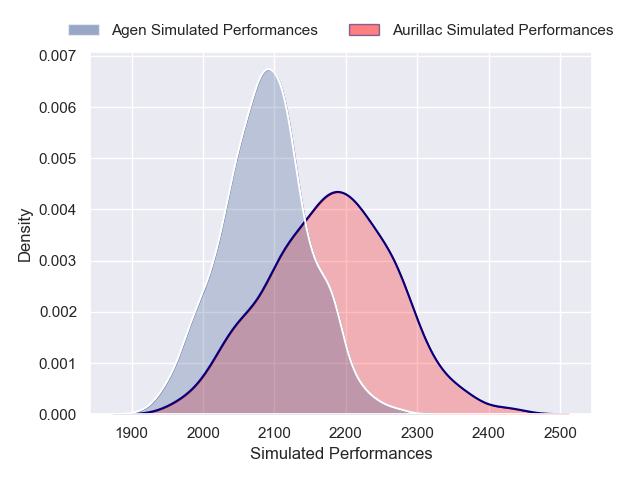 Agen Simulated Performances
Aurillac Simulated Performances
0.007
0.006
0.005
0.004
0.003
0.002
0.001
0.000
Density
1900 2000 2100 2200 2300 2400 2500
Simulated Performances